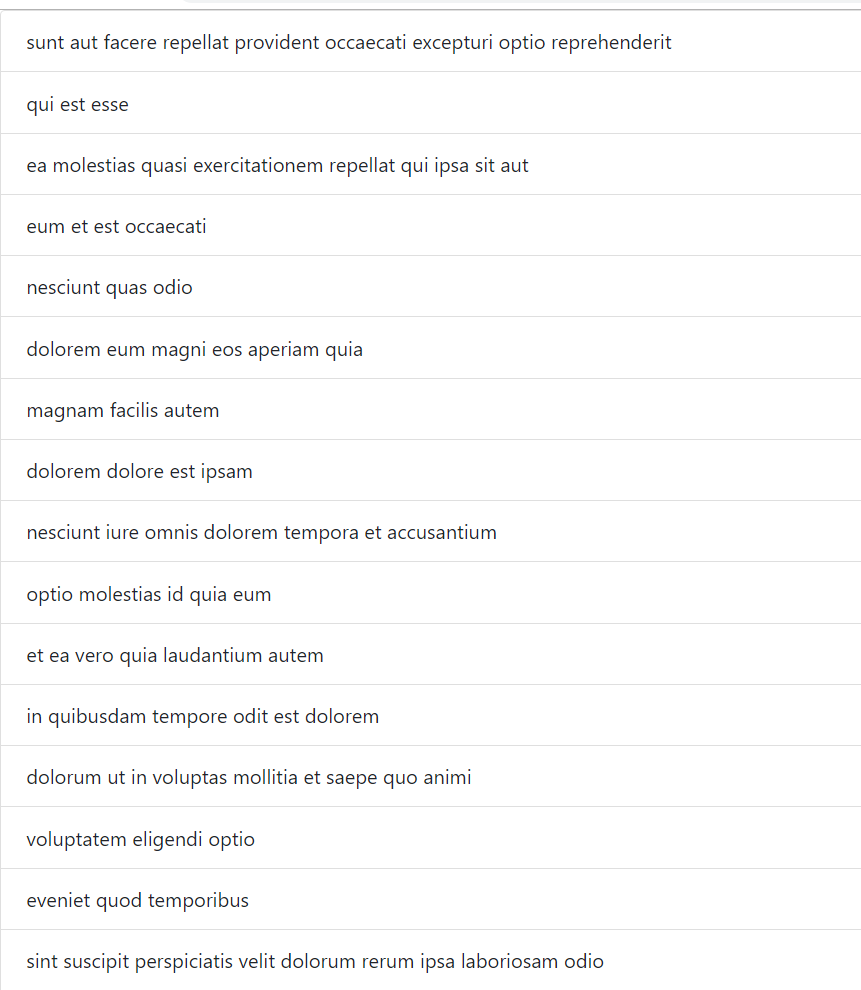 sunt aut facere repellat provident occaecati excepturi optio reprehenderit
qui est esse
ea molestias quasi exercitationem repellat qui ipsa sit aut
eum et est occaecati
nesciunt quas odio
dolorem eum magni eos aperiam quia
magnam facilis autem
dolorem dolore est ipsam
nesciunt iure omnis dolorem tempora et accusantium
optio molestias id quia eum
et ea vero quia laudantium autem
in quibusdam tempore odit est dolorem
dolorum ut in voluptas mollitia et saepe quo animi
voluptatem eligendi optio
eveniet quod temporibus
sint suscipit perspiciatis velit dolorum rerum ipsa laboriosam odio